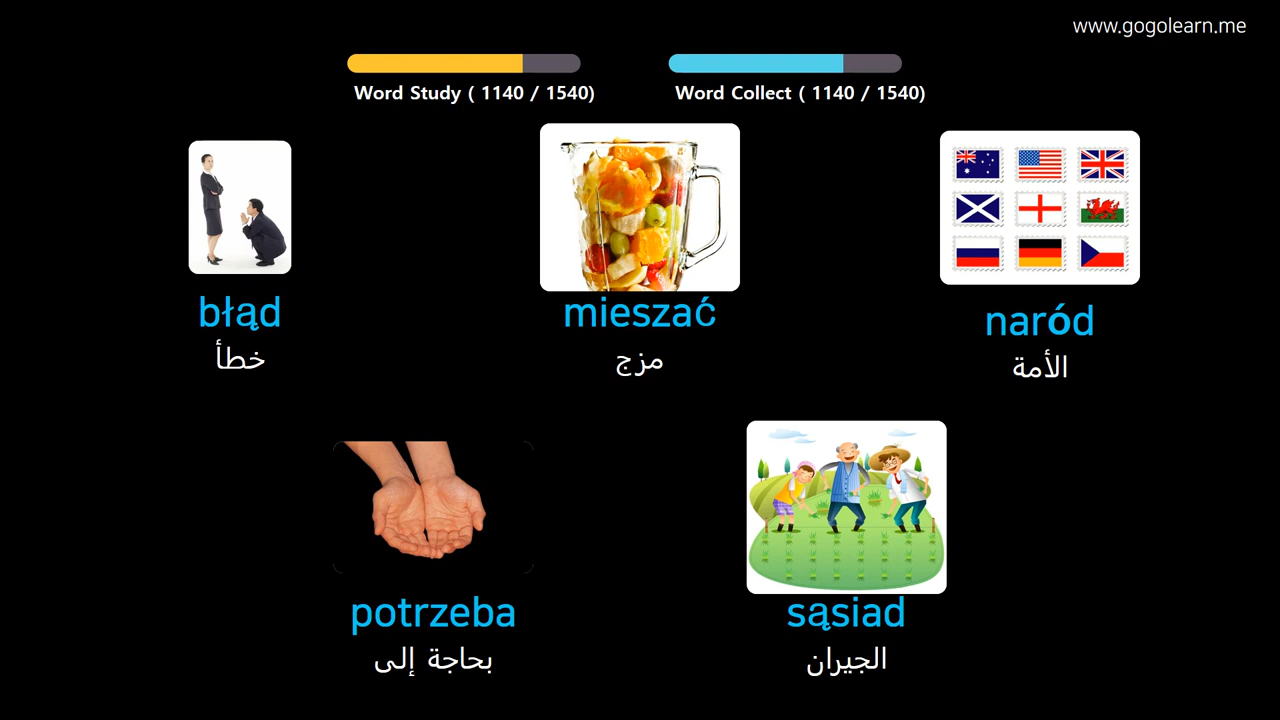 www.gogolearn.me
Word Study ( 1140 / 1540)
Word Collect ( 1140 / 1540)
błąd
خطأ
mieszać
مزج
naród
الأمة
potrzeba
بحاجة إلى
sąsiad
الجيران